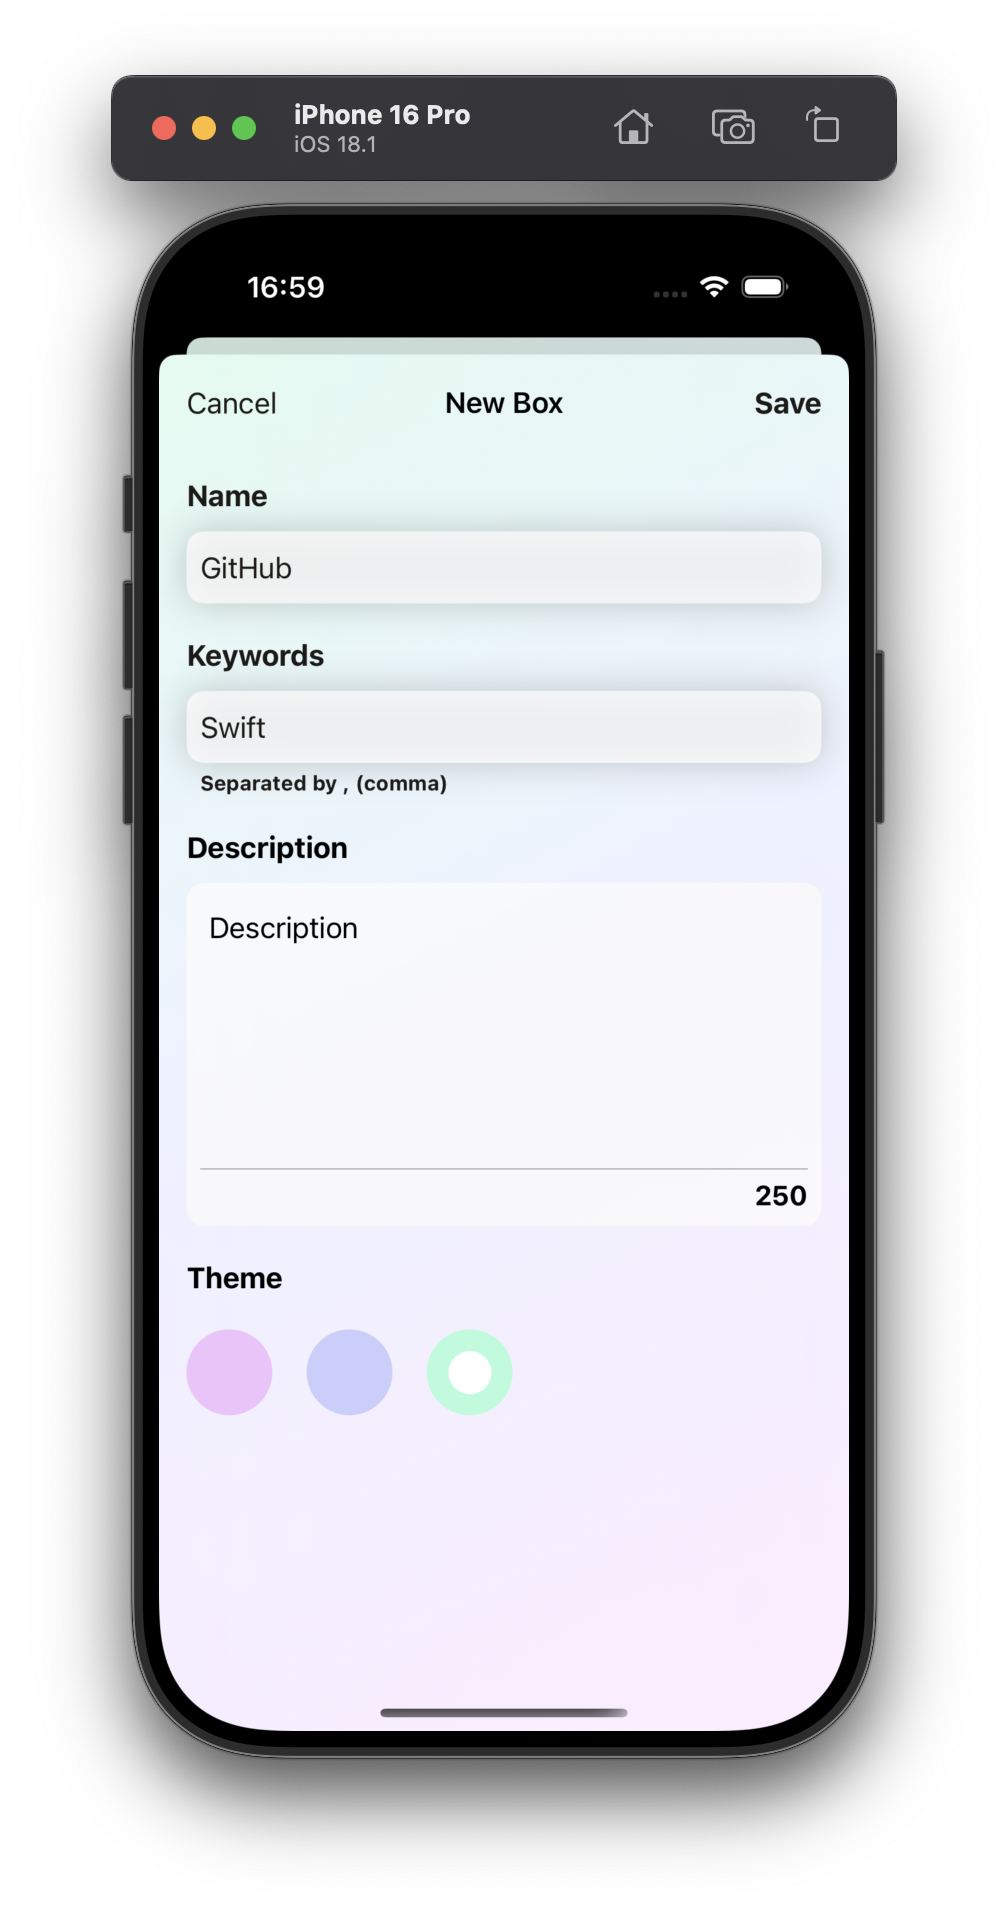 iPhone 16 Pro
iOS 18.1
16:59
Cancel New Box Save
Name
GitHub
Keywords
Swift
Separated by , (comma)
Description
Description
250
Theme